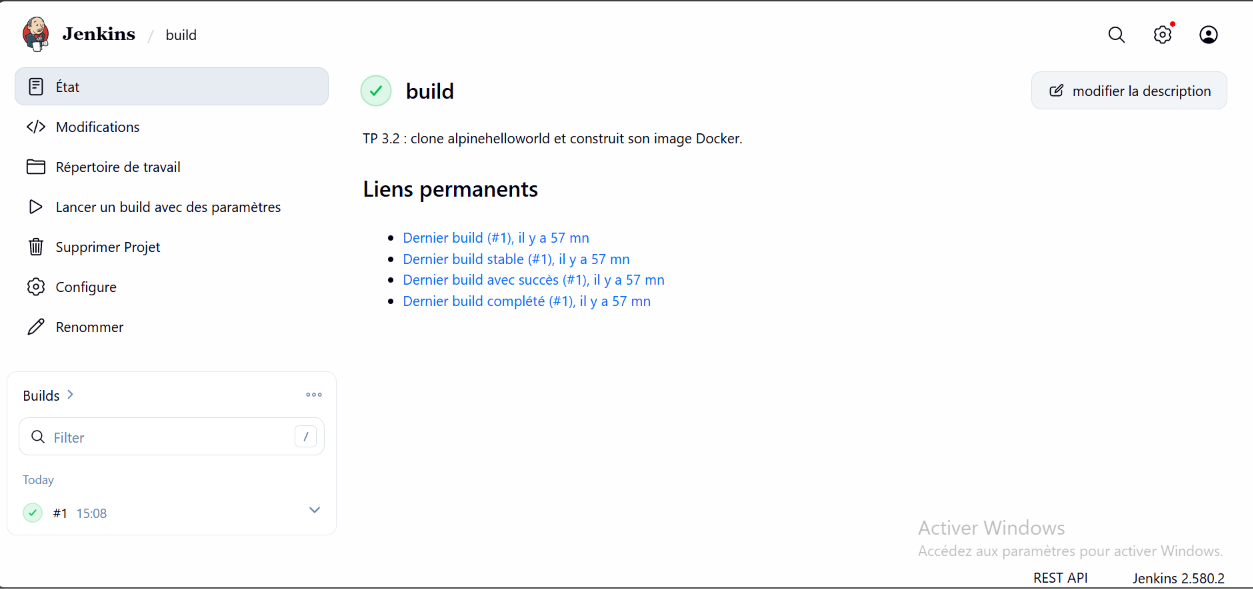 Jenkins / build
État
Modifications
Répertoire de travail
Lancer un build avec des paramètres
Supprimer Projet
Configure
Renommer
Builds
Filter /
Today
#1 15:08
build
modifier la description
TP 3.2 : clone alpinehelloworld et construit son image Docker.
Liens permanents
Dernier build (#1), il y a 57 mn
Dernier build stable (#1), il y a 57 mn
Dernier build avec succès (#1), il y a 57 mn
Dernier build complété (#1), il y a 57 mn
Activer Windows
Accédez aux paramètres pour activer Windows.
REST API Jenkins 2.580.2